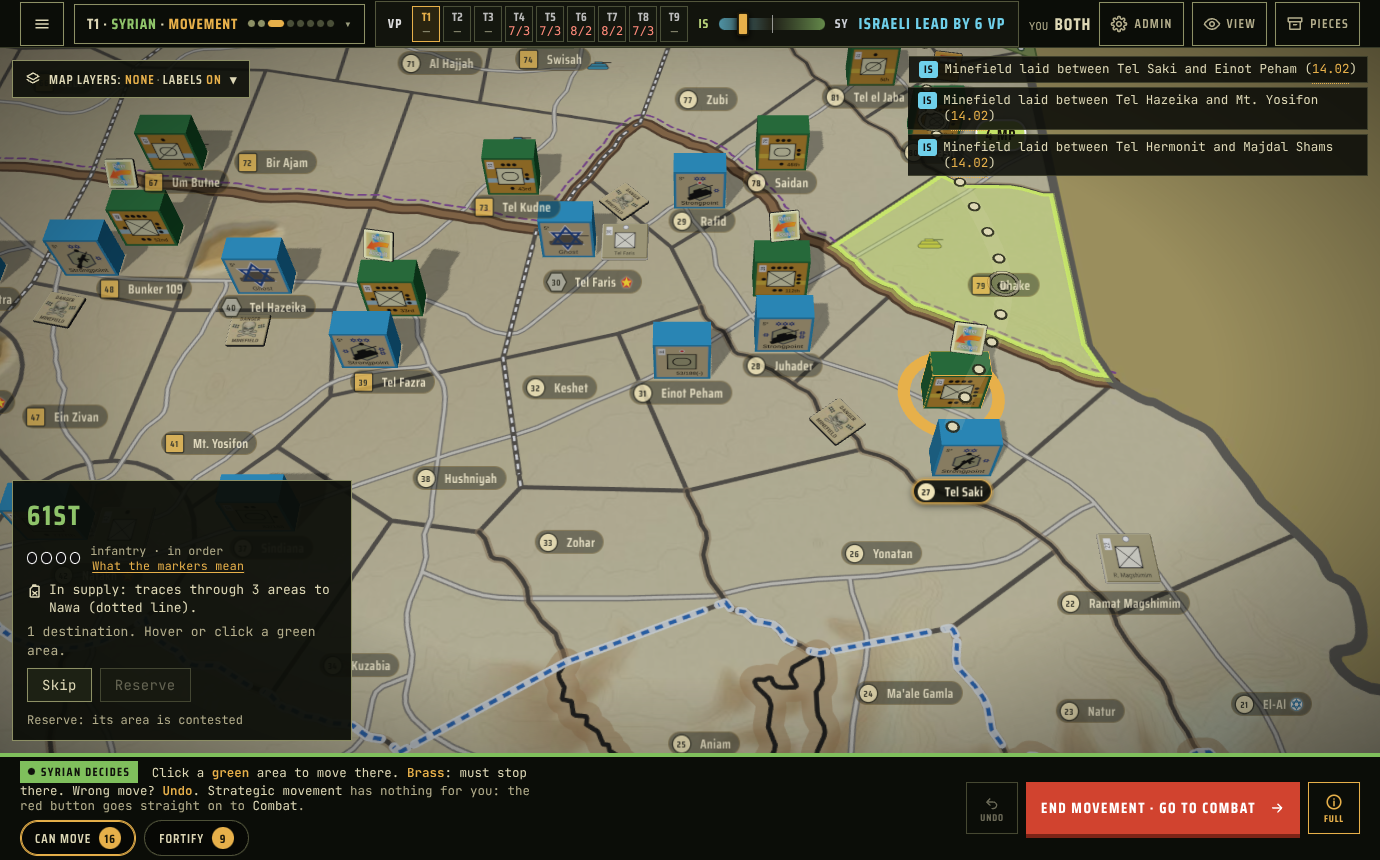 T1 · SYRIAN · MOVEMENT
VP
T1 –
T2 –
T3 –
T4 7/3
T5 7/3
T6 8/2
T7 8/2
T8 7/3
T9 –
IS
SY
ISRAELI LEAD BY 6 VP
YOU BOTH
ADMIN
VIEW
PIECES
MAP LAYERS: NONE · LABELS ON
IS Minefield laid between Tel Saki and Einot Peham (14.02)
IS Minefield laid between Tel Hazeika and Mt. Yosifon
(14.02)
IS Minefield laid between Tel Hermonit and Majdal Shams
(14.02)
71 Al Hajjah
74 Swisah
77 Zubi
81 Tel el Jaba
72 Bir Ajam
67 Um Butne
73 Tel Kudne
78 Saidan
29 Rafid
Strongpoint
Ghost
48 Bunker 109
40 Tel Hazeika
30 Tel Faris
79
39 Tel Fazra
32 Keshet
31 Einot Peham
28 Juhader
47 Ein Zivan
41 Mt. Yosifon
38 Hushniyah
27 Tel Saki
33 Zohar
26 Yonatan
R. Magshimim
22 Ramat Magshimim
Kuzabia
24 Ma'ale Gamla
23 Natur
21 El-Al
25 Aniam
61ST
infantry · in order
What the markers mean
In supply: traces through 3 areas to
Nawa (dotted line).
1 destination. Hover or click a green
area.
Skip
Reserve
Reserve: its area is contested
SYRIAN DECIDES Click a green area to move there. Brass: must stop
there. Wrong move? Undo. Strategic movement has nothing for you: the
red button goes straight on to Combat.
CAN MOVE 16
FORTIFY 9
UNDO
END MOVEMENT · GO TO COMBAT
FULL